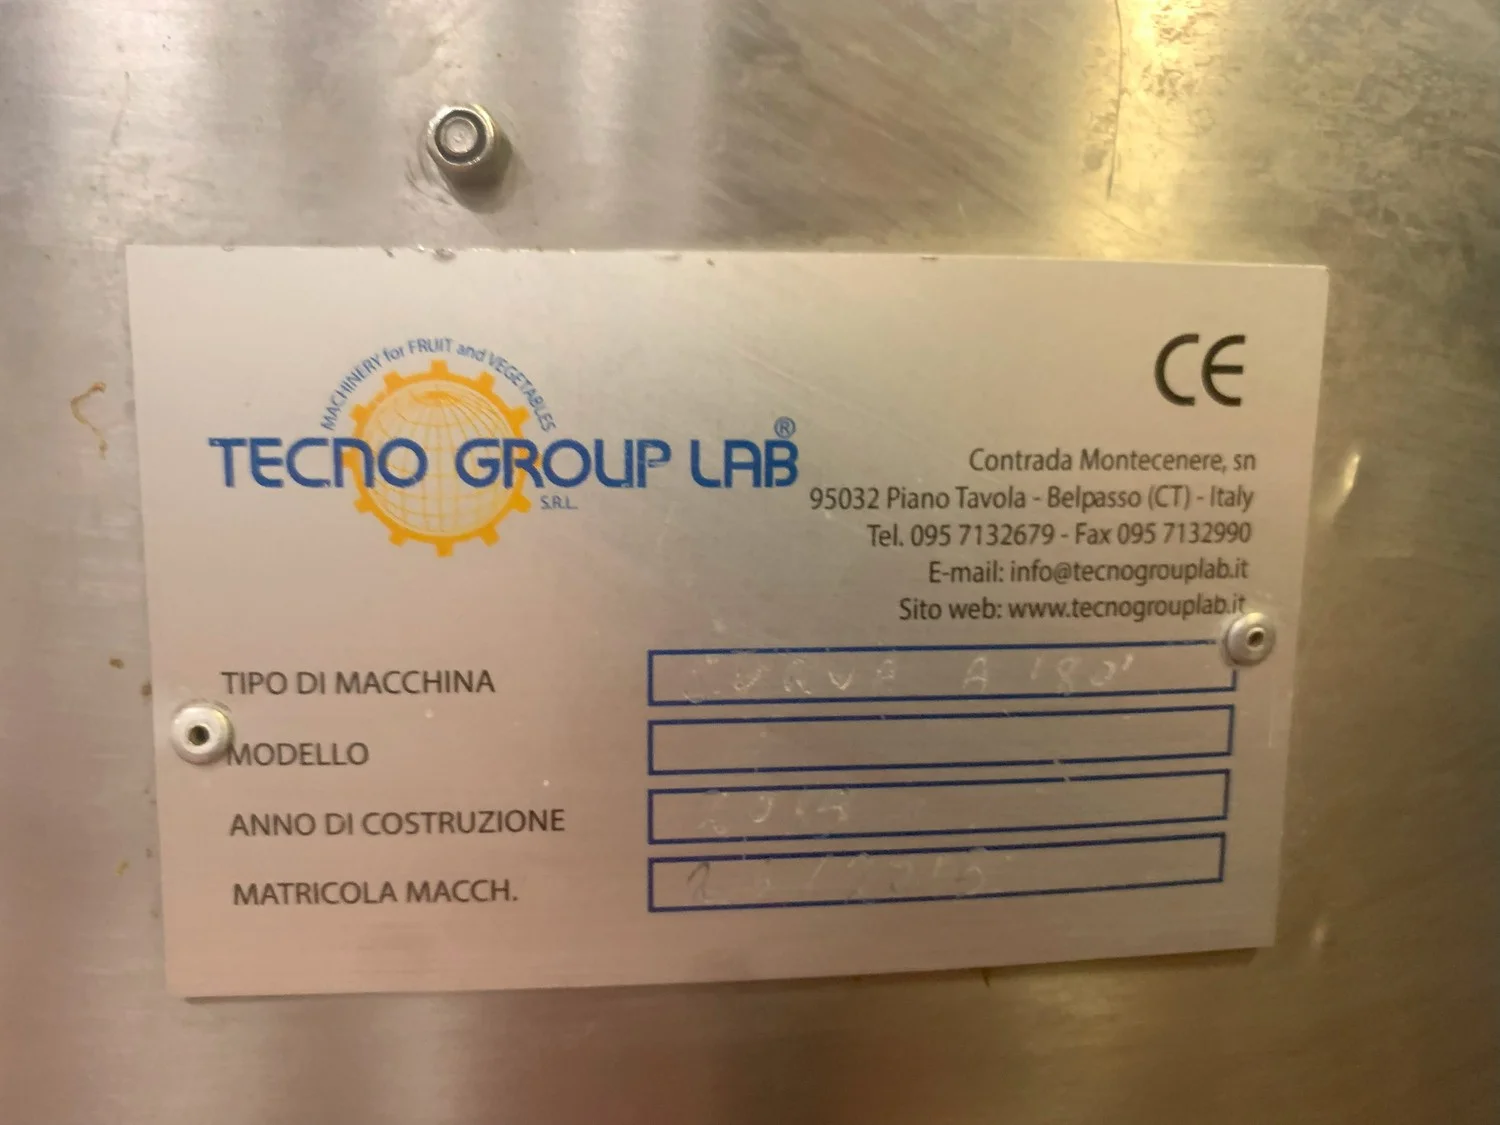 MACHINERY for FRUIT and VEGETABLES
TECNO GROUP LAB®
S.R.L.
CE
Contrada Montecenere, sn
95032 Piano Tavola - Belpasso (CT) - Italy
Tel. 095 7132679 - Fax 095 7132990
E-mail: info@tecnogrouplab.it
Sito web: www.tecnogrouplab.it
TIPO DI MACCHINA CURVA A 180°
MODELLO
ANNO DI COSTRUZIONE
MATRICOLA MACCH.